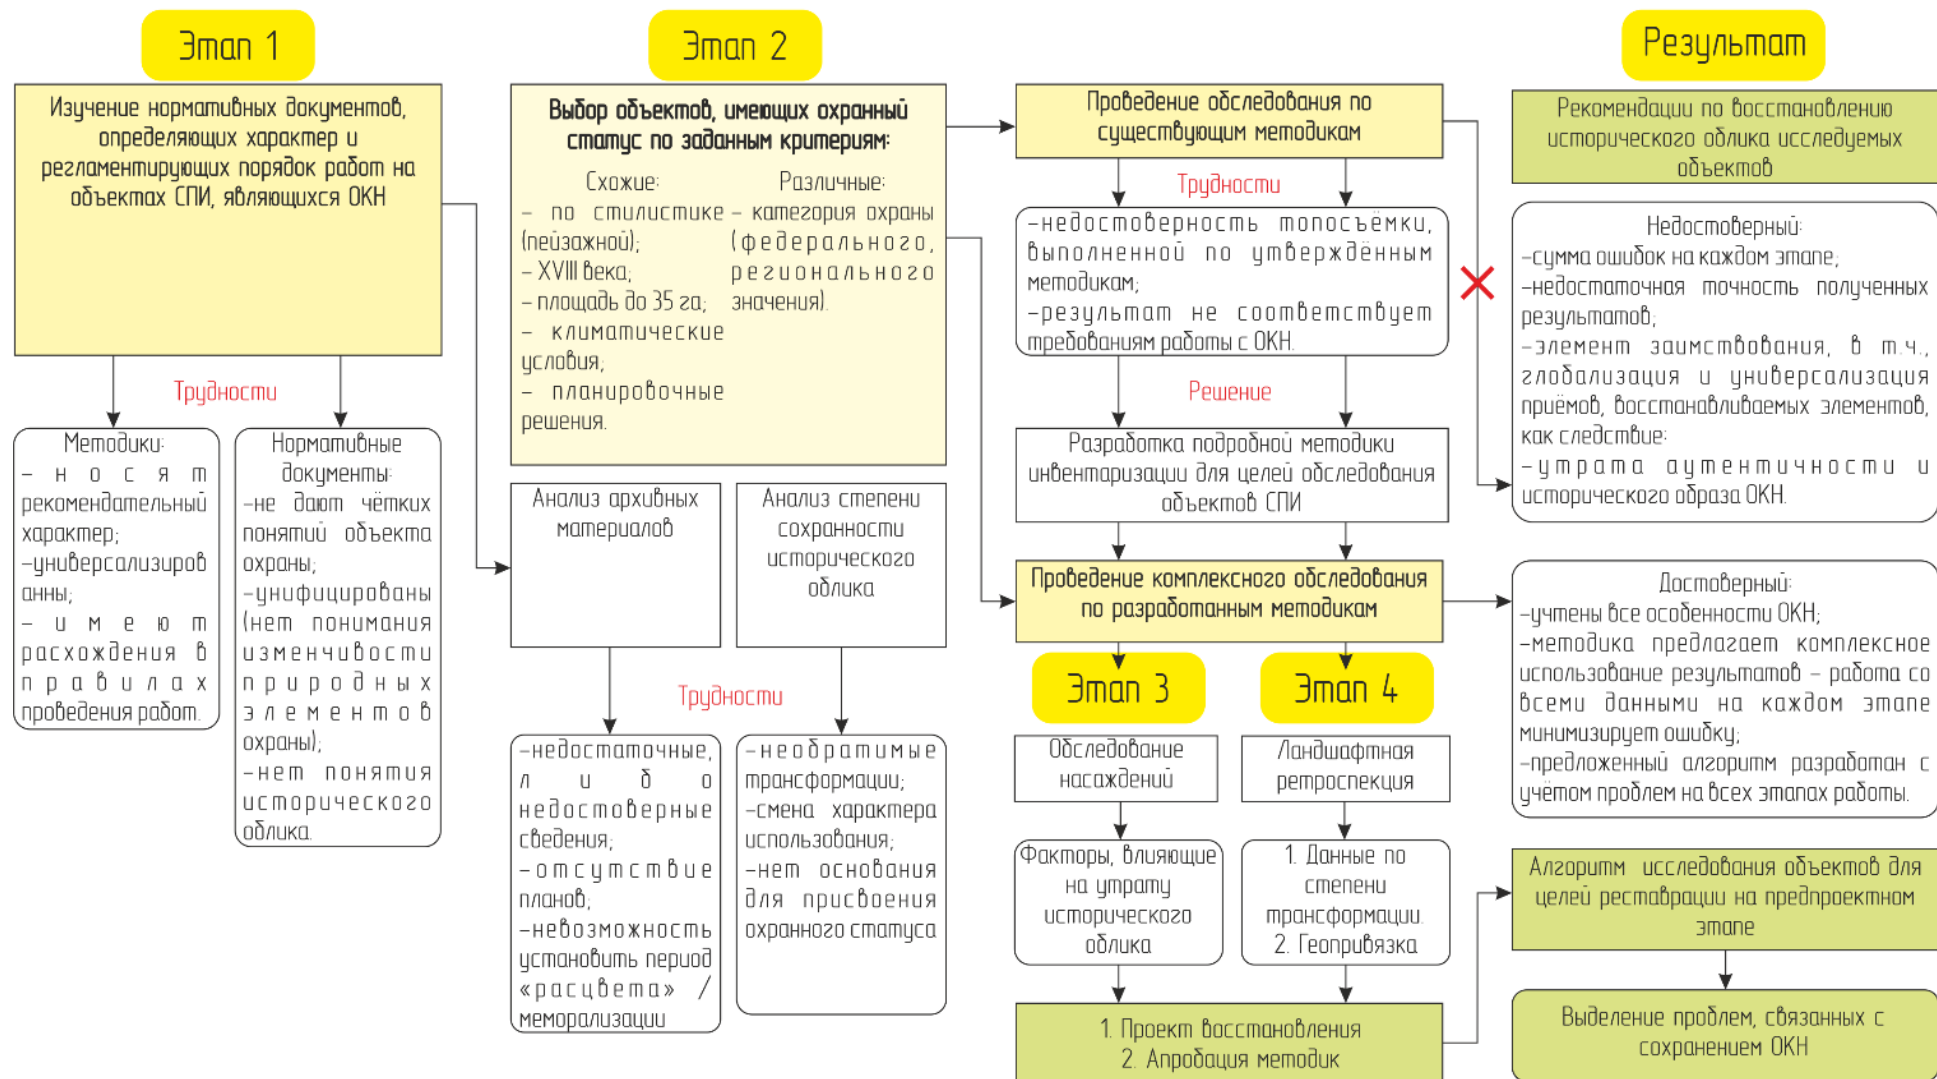 Этап 1
Изучение нормативных документов,
определяющих характер и
регламентирующих порядок работ на
объектах СПИ, являющихся ОКН
Трудности
Методики:
– носят
рекомендательный
характер;
–универсализиров
анны;
– имеют
расхождения в
правилах
проведения работ.
Нормативные
документы:
–не дают чётких
понятий объекта
охраны;
–унифицированы
(нет понимания
изменчивости
природных
элементов
охраны);
–нет понятия
исторического
облика.
Этап 2
Выбор объектов, имеющих охранный
статус по заданным критериям:
Схожие:
– по стилистике
(пейзажной);
– XVIII века;
– площадь до 35 га;
– климатические
условия;
– планировочные
решения.
Различные:
– категория охраны
(федерального,
регионального
значения).
Анализ архивных
материалов
Анализ степени
сохранности
исторического
облика
Трудности
–недостаточные,
либо
недостоверные
сведения;
–отсутствие
планов;
–невозможность
установить период
«расцвета» /
меморализации
–необратимые
трансформации;
–смена характера
использования;
–нет основания
для присвоения
охранного статуса
Проведение обследования по
существующим методикам
Трудности
–недостоверность топосъёмки,
выполненной по утверждённым
методикам;
–результат не соответствует
требованиям работы с ОКН.
Решение
Разработка подробной методики
инвентаризации для целей обследования
объектов СПИ
Проведение комплексного обследования
по разработанным методикам
Этап 3
Обследование
насаждений
Факторы, влияющие
на утрату
исторического
облика
Этап 4
Ландшафтная
ретроспекция
1. Данные по
степени
трансформации.
2. Геопривязка
1. Проект восстановления
2. Апробация методик
Результат
Рекомендации по восстановлению
исторического облика исследуемых
объектов
Недостоверный:
–сумма ошибок на каждом этапе;
–недостаточная точность полученных
результатов;
–элемент заимствования, в т.ч.,
глобализация и универсализация
приёмов, восстанавливаемых элементов,
как следствие:
–утрата аутентичности и
исторического образа ОКН.
Достоверный:
–учтены все особенности ОКН;
–методика предлагает комплексное
использование результатов – работа со
всеми данными на каждом этапе
минимизирует ошибку;
–предложенный алгоритм разработан с
учётом проблем на всех этапах работы.
Алгоритм исследования объектов для
целей реставрации на предпроектном
этапе
Выделение проблем, связанных с
сохранением ОКН